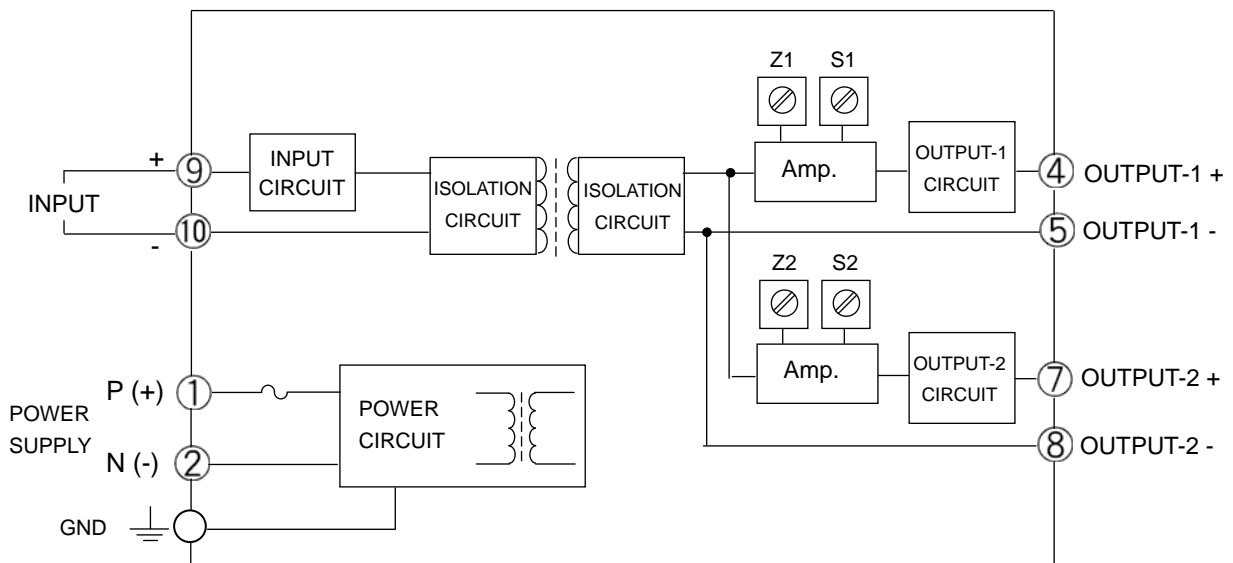 Z1 S1
INPUT
CIRCUIT
ISOLATION
CIRCUIT
ISOLATION
CIRCUIT
Amp.
OUTPUT-1
CIRCUIT
+ 9
INPUT
- 10
4 OUTPUT-1 +
5 OUTPUT-1 -
Z2 S2
Amp.
OUTPUT-2
CIRCUIT
7 OUTPUT-2 +
8 OUTPUT-2 -
POWER
SUPPLY
P (+) 1
N (-) 2
POWER
CIRCUIT
GND